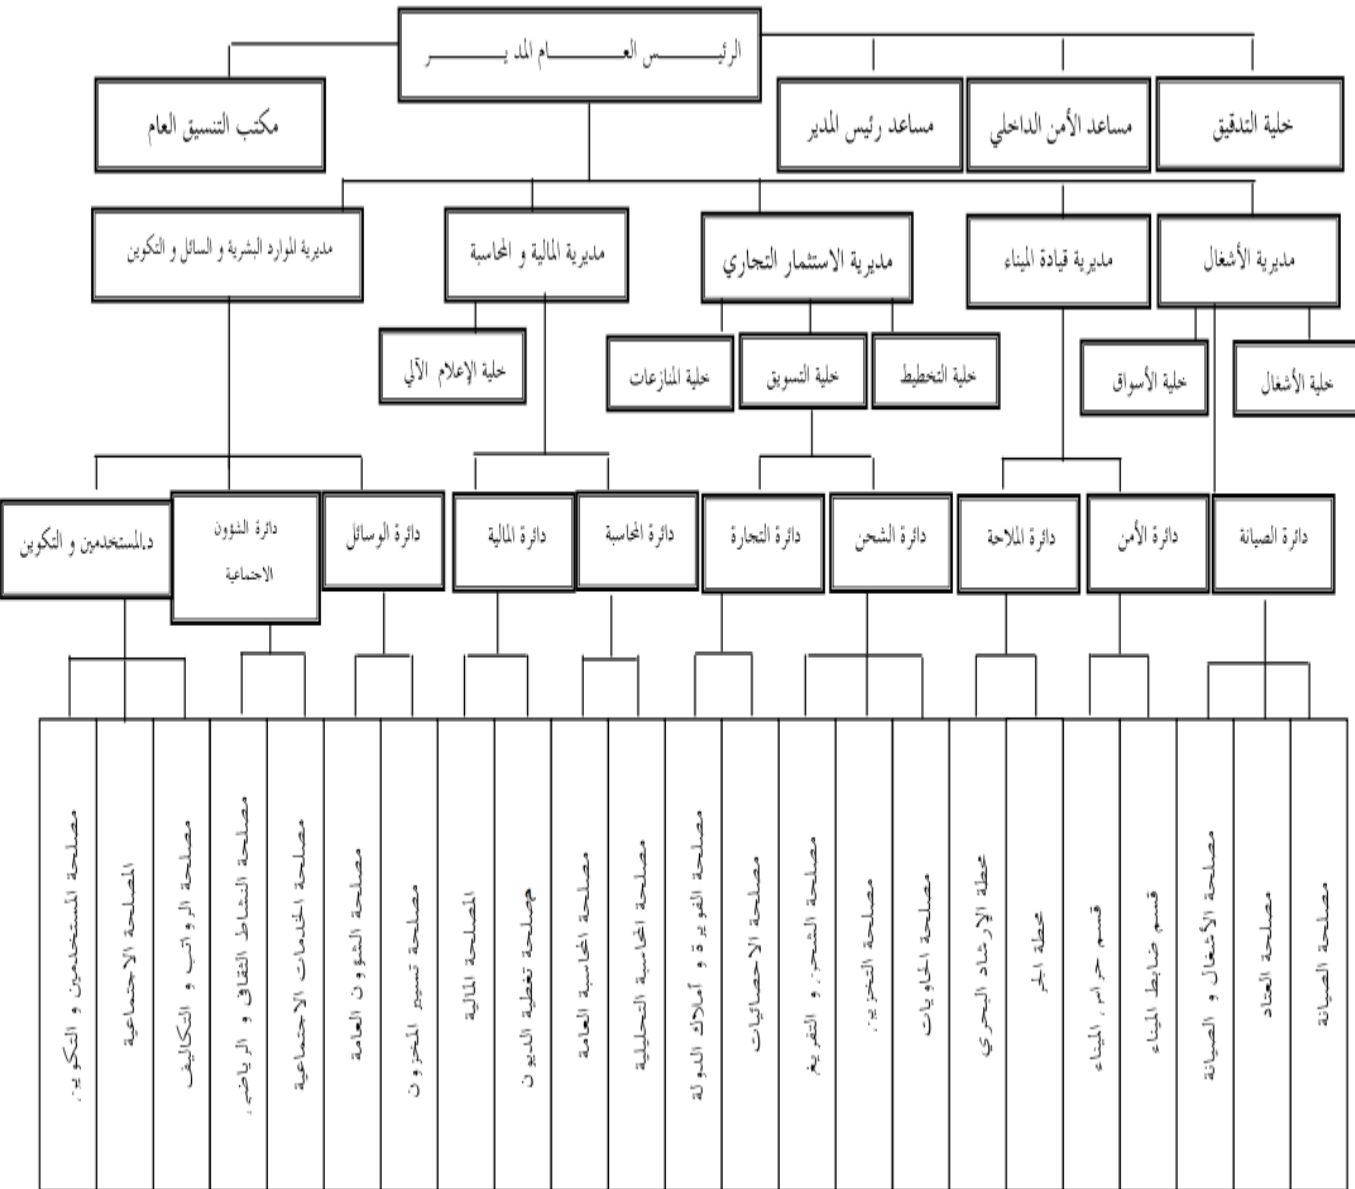 الرئيـــــس العـــــــام المديـــــــر
خلية التدقيق
مساعد الأمن الداخلي
مساعد رئيس المدير
مكتب التنسيق العام
مديرية الأشغال
مديرية قيادة الميناء
مديرية الاستثمار التجاري
مديرية المالية و المحاسبة
مديرية الموارد البشرية و السائل و التكوين
خلية الأشغال
خلية الأسواق
خلية التخطيط
خلية التسويق
خلية المنازعات
خلية الإعلام الآلي
دائرة الصيانة
دائرة الأمن
دائرة الملاحة
دائرة الشحن
دائرة التجارة
دائرة المحاسبة
دائرة المالية
دائرة الوسائل
دائرة الشؤون
الاجتماعية
د.المستخدمين و التكوين
مصلحة الصيانة
مصلحة العتاد
مصلحة الأشغال و الصيانة
قسم ضابط الميناء
قسم حراس الميناء
محطة الجر
محطة الإرشاد البحري
مصلحة الحاويات
مصلحة التخزين
مصلحة الشحن و التفريغ
مصلحة الاحصائيات
مصلحة الفويرة و أملاك الدولة
مصلحة المحاسبة التحليلية
مصلحة المحاسبة العامة
مصلحة تغطية الديون
المصلحة المالية
مصلحة تسيير المخزون
مصلحة الشؤون العامة
مصلحة الخدمات الاجتماعية
مصلحة النشاط الثقافي و الرياضي
مصلحة الرواتب و التكاليف
المصلحة الاجتماعية
مصلحة المستخدمين و التكوين